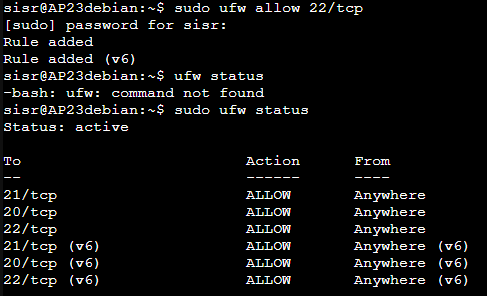 sisr@AP23debian:~$ sudo ufw allow 22/tcp
[sudo] password for sisr:
Rule added
Rule added (v6)
sisr@AP23debian:~$ ufw status
-bash: ufw: command not found
sisr@AP23debian:~$ sudo ufw status
Status: active
To Action From
-- ------ ----
21/tcp ALLOW Anywhere
20/tcp ALLOW Anywhere
22/tcp ALLOW Anywhere
21/tcp (v6) ALLOW Anywhere (v6)
20/tcp (v6) ALLOW Anywhere (v6)
22/tcp (v6) ALLOW Anywhere (v6)